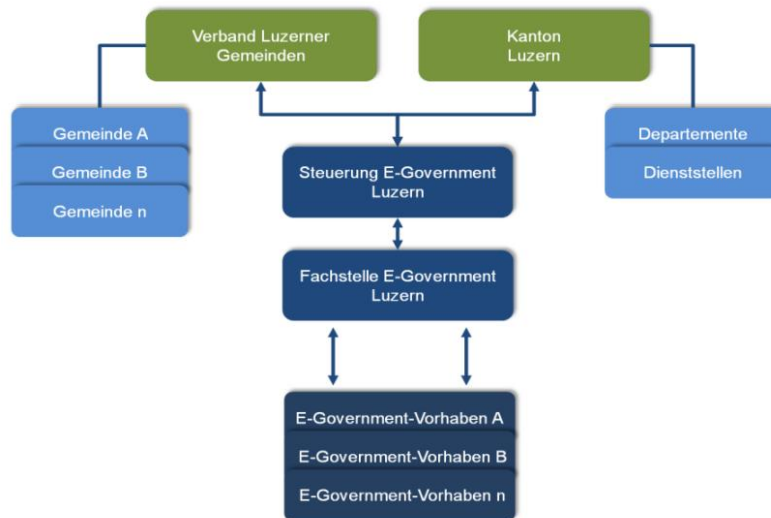 Verband Luzerner
Gemeinden
Kanton
Luzern
Gemeinde A
Gemeinde B
Gemeinde n
Departemente
Dienststellen
Steuerung E-Government
Luzern
Fachstelle E-Government
Luzern
E-Government-Vorhaben A
E-Government-Vorhaben B
E-Government-Vorhaben n